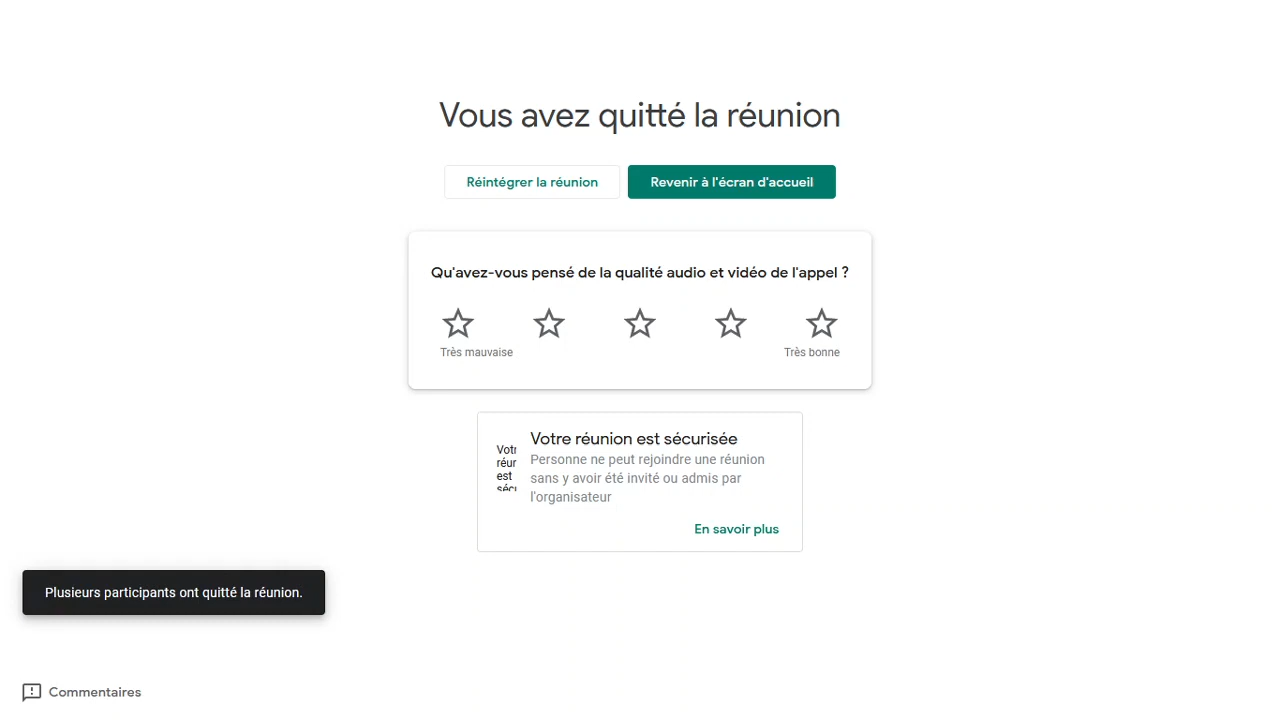 Vous avez quitté la réunion
Réintégrer la réunion
Revenir à l'écran d'accueil
Qu'avez-vous pensé de la qualité audio et vidéo de l'appel ?
Très mauvaise
Très bonne
Votre réunion est sécurisée
Personne ne peut rejoindre une réunion
sans y avoir été invité ou admis par
l'organisateur
En savoir plus
Plusieurs participants ont quitté la réunion.
Commentaires